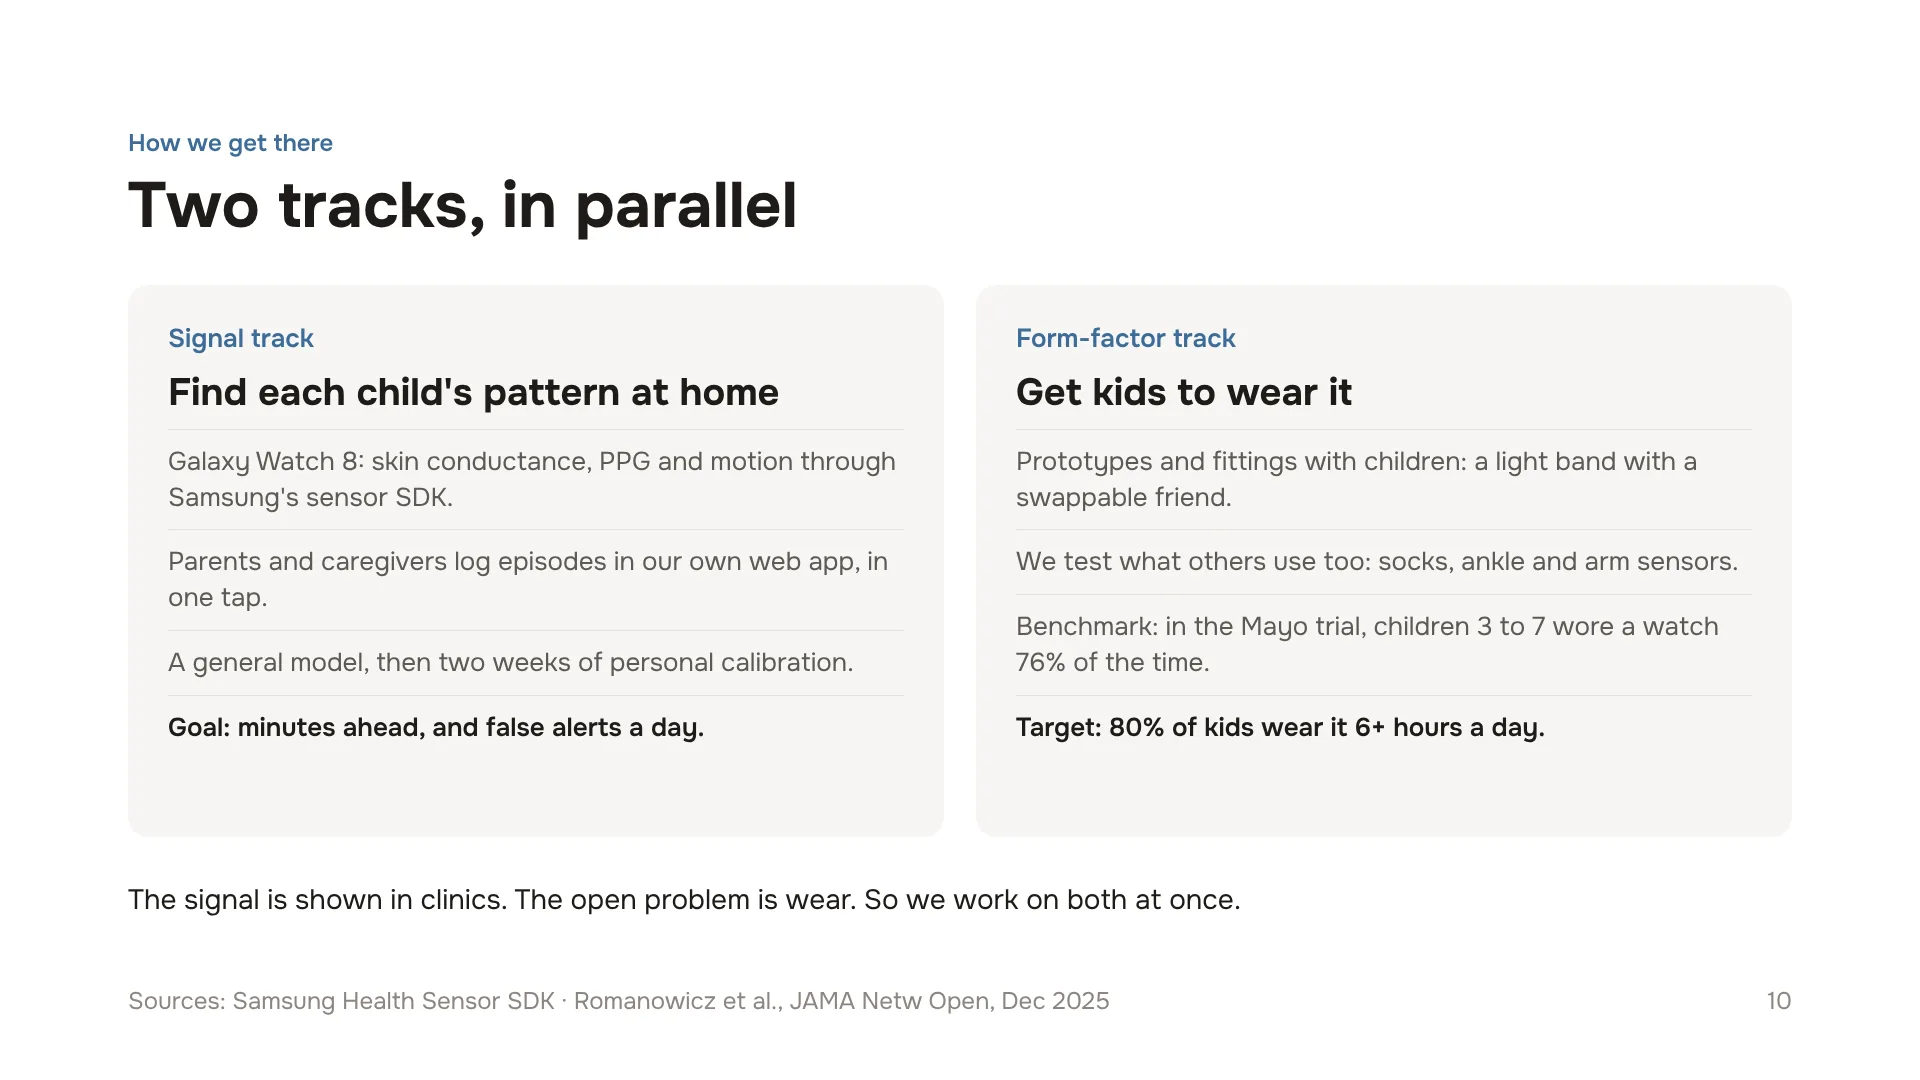 How we get there
Two tracks, in parallel
Signal track
Find each child's pattern at home
Galaxy Watch 8: skin conductance, PPG and motion through
Samsung's sensor SDK.
Parents and caregivers log episodes in our own web app, in
one tap.
A general model, then two weeks of personal calibration.
Goal: minutes ahead, and false alerts a day.
Form-factor track
Get kids to wear it
Prototypes and fittings with children: a light band with a
swappable friend.
We test what others use too: socks, ankle and arm sensors.
Benchmark: in the Mayo trial, children 3 to 7 wore a watch
76% of the time.
Target: 80% of kids wear it 6+ hours a day.
The signal is shown in clinics. The open problem is wear. So we work on both at once.
Sources: Samsung Health Sensor SDK · Romanowicz et al., JAMA Netw Open, Dec 2025
10